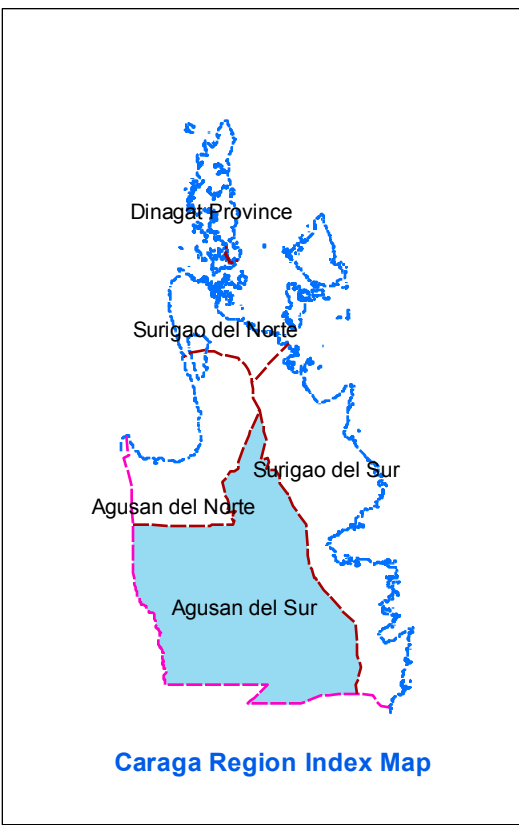 Dinagat Province
Surigao del Norte
Surigao del Sur
Agusan del Norte
Agusan del Sur
Caraga Region Index Map